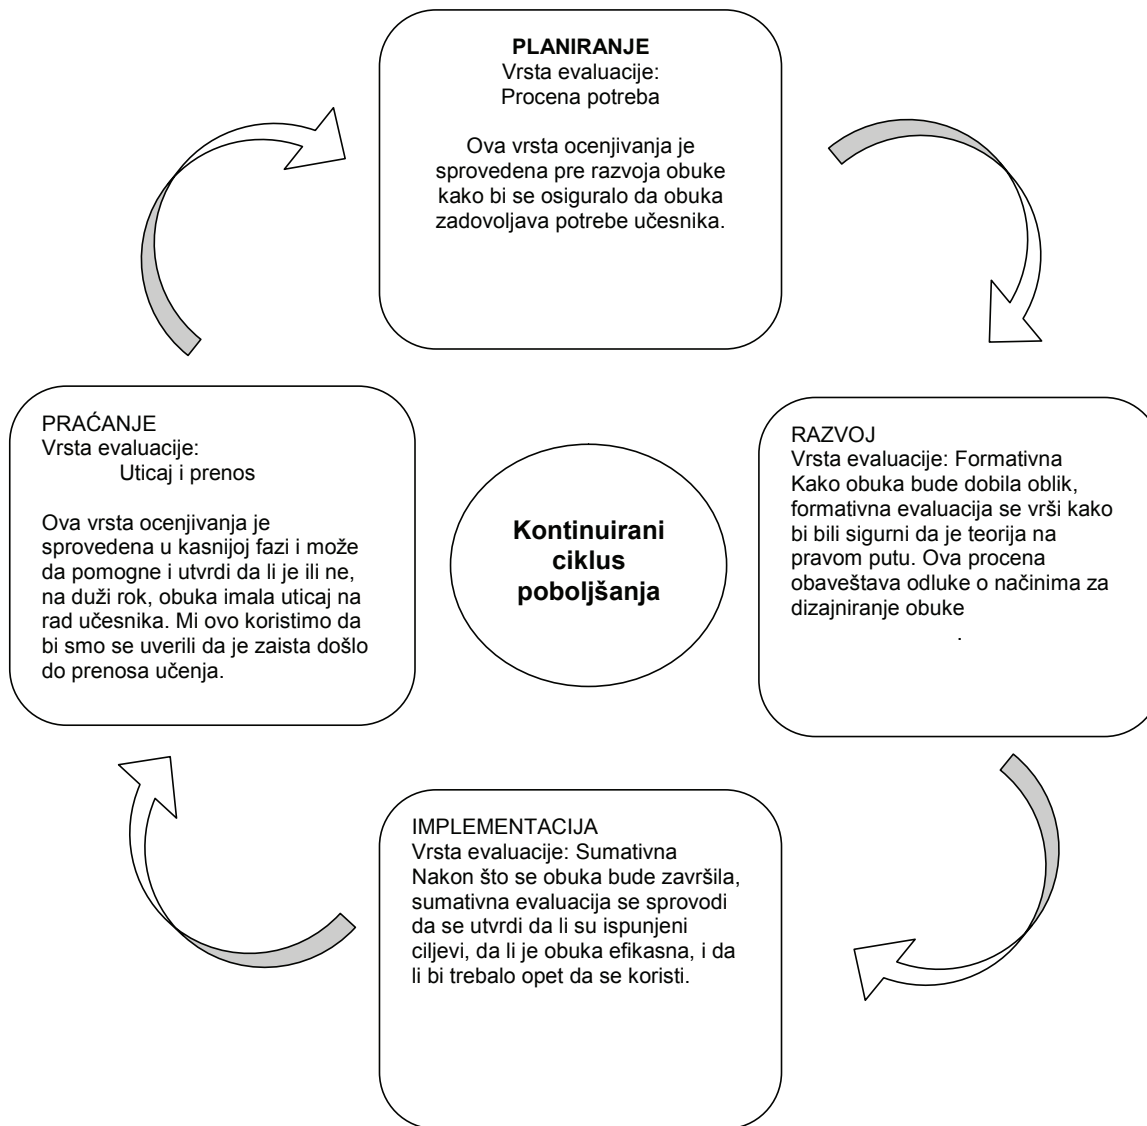 PLANIRANJE
Vrsta evaluacije:
Procena potreba
Ova vrsta ocenjivanja je
sprovedena pre razvoja obuke
kako bi se osiguralo da obuka
zadovoljava potrebe učesnika.
PRAĆANJE
Vrsta evaluacije:
Uticaj i prenos
Ova vrsta ocenjivanja je
sprovedena u kasnijoj fazi i može
da pomogne i utvrdi da li je ili ne,
na duži rok, obuka imala uticaj na
rad učesnika. Mi ovo koristimo da
bi smo se uverili da je zaista došlo
do prenosa učenja.
Kontinuirani
ciklus
poboljšanja
RAZVOJ
Vrsta evaluacije: Formativna
Kako obuka bude dobila oblik,
formativna evaluacija se vrši kako
bi bili sigurni da je teorija na
pravom putu. Ova procena
obaveštava odluke o načinima za
dizajniranje obuke
.
IMPLEMENTACIJA
Vrsta evaluacije: Sumativna
Nakon što se obuka bude završila,
sumativna evaluacija se sprovodi
da se utvrdi da li su ispunjeni
ciljevi, da li je obuka efikasna, i da
li bi trebalo opet da se koristi.